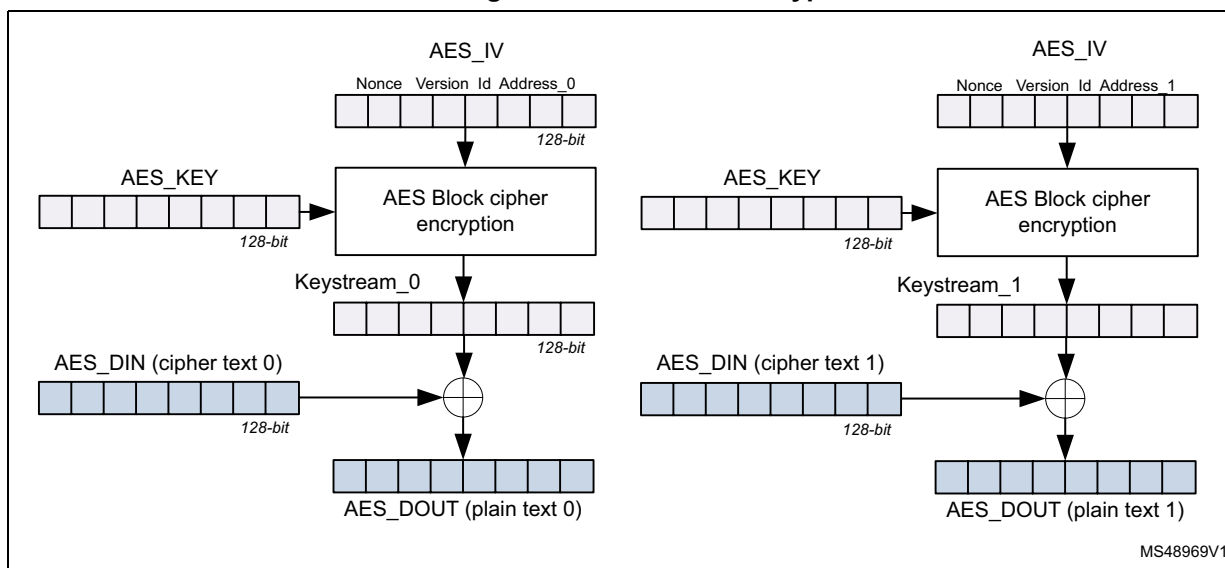 AES_IV
Nonce Version Id Address_0
128-bit
AES_KEY
128-bit
AES Block cipher
encryption
Keystream_0
128-bit
AES_DIN (cipher text 0)
128-bit
AES_DOUT (plain text 0)
AES_IV
Nonce Version Id Address_1
AES_KEY
128-bit
AES Block cipher
encryption
Keystream_1
AES_DIN (cipher text 1)
128-bit
AES_DOUT (plain text 1)
MS48969V1